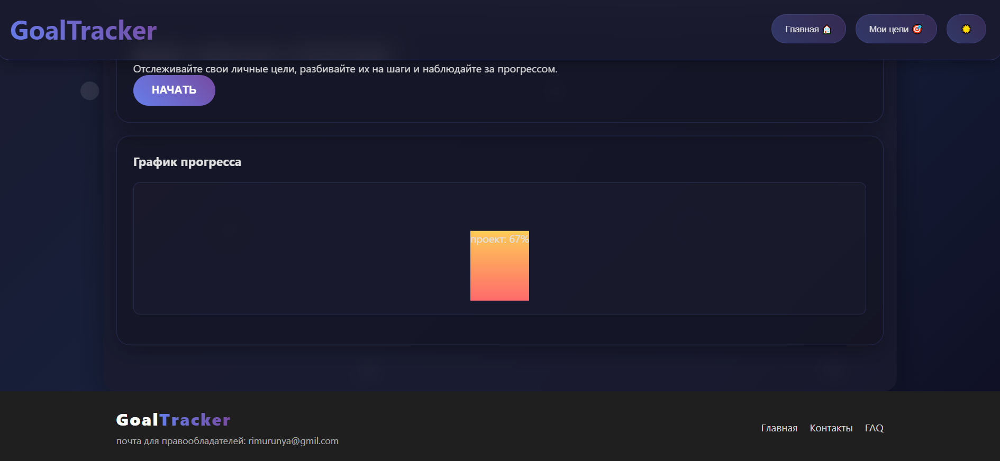 GoalTracker
Главная 🏠
Мои цели 🎯
Отслеживайте свои личные цели, разбивайте их на шаги и наблюдайте за прогрессом.
НАЧАТЬ
График прогресса
проект: 67%
GoalTracker
почта для правообладателей: rimurunya@gmil.com
Главная
Контакты
FAQ